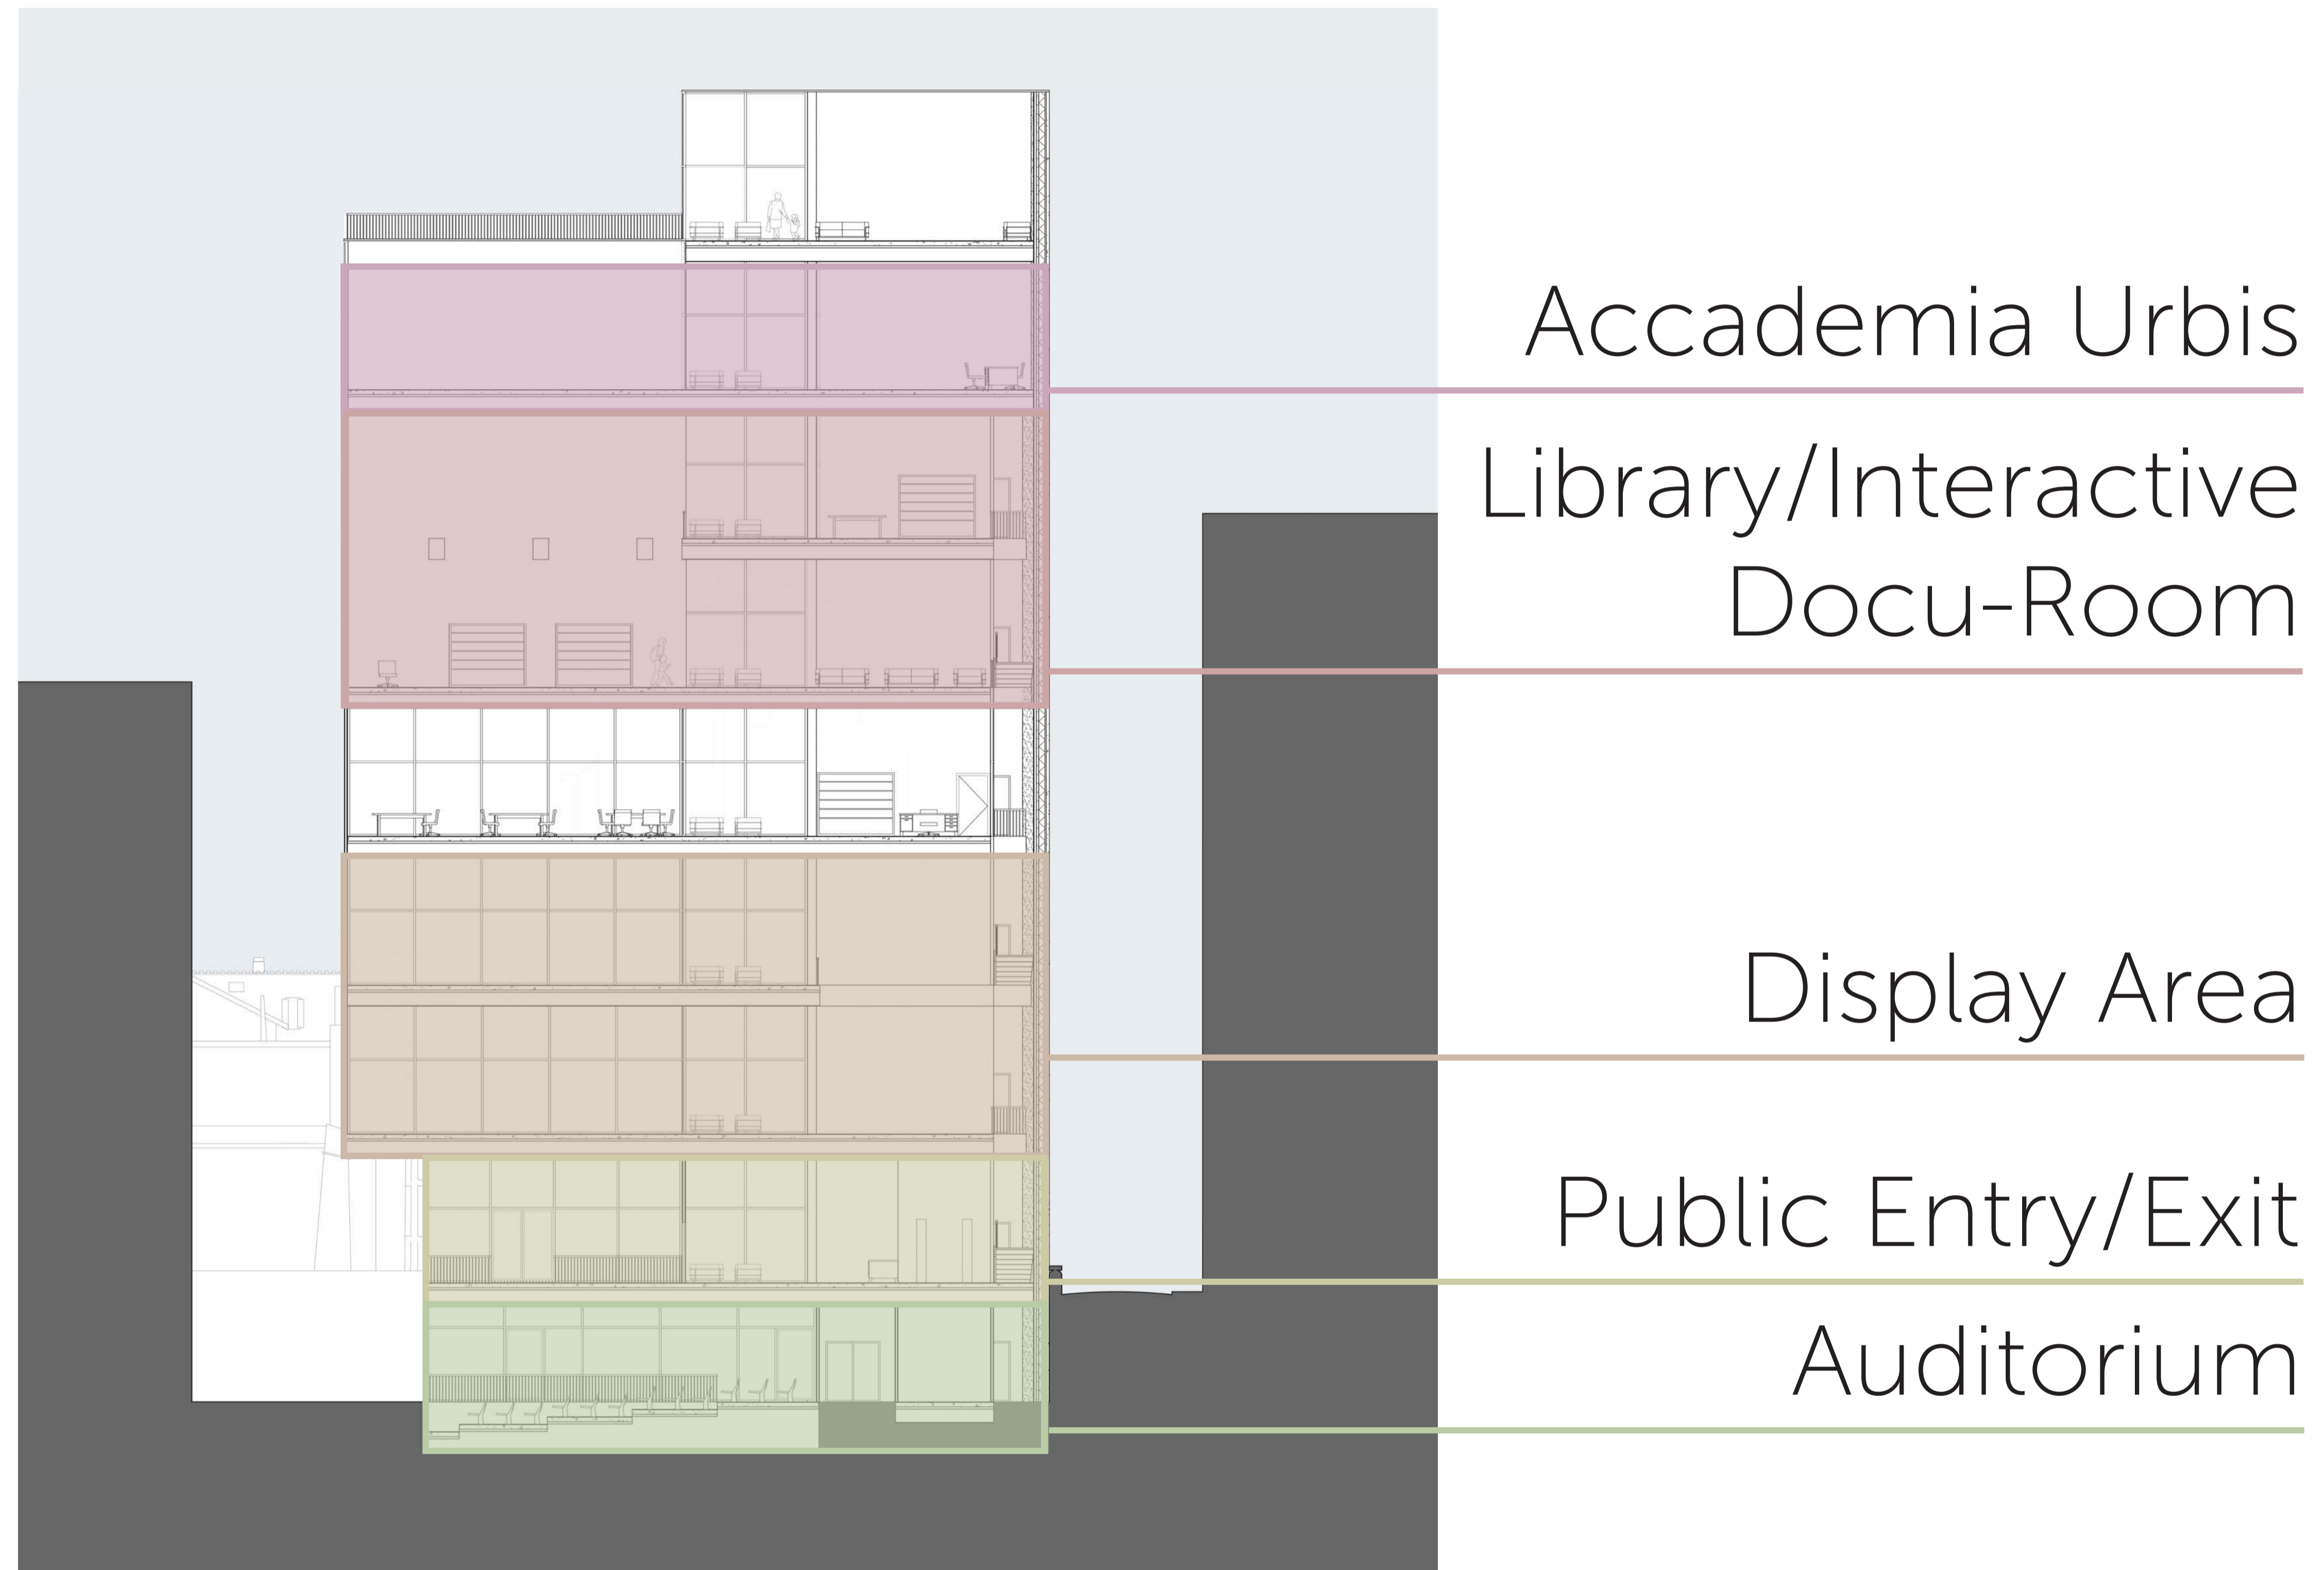 Accademia Urbis
Library/Interactive
Docu-Room
Display Area
Public Entry/Exit
Auditorium